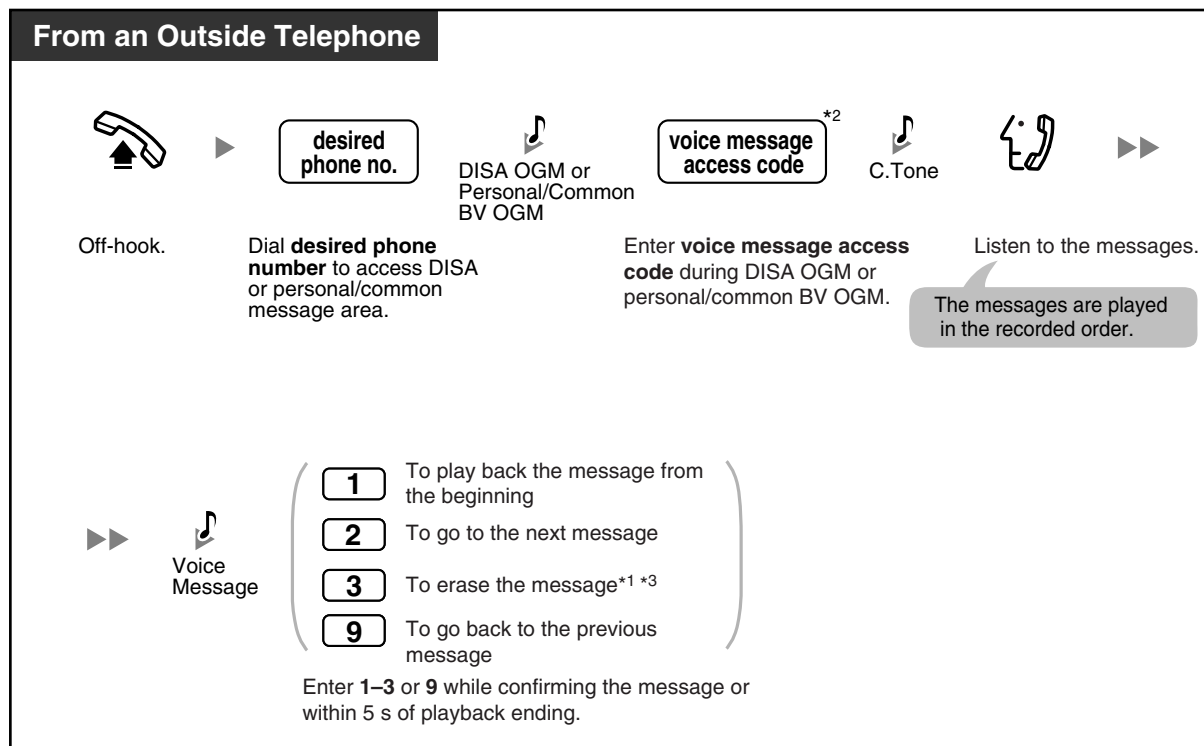 From an Outside Telephone
desired
phone no.
DISA OGM or
Personal/Common
BV OGM
voice message
access code
*2
C.Tone
Off-hook.
Dial desired phone
number to access DISA
or personal/common
message area.
Enter voice message access
code during DISA OGM or
personal/common BV OGM.
Listen to the messages.
The messages are played
in the recorded order.
Voice
Message
1 To play back the message from
the beginning
2 To go to the next message
3 To erase the message*1 *3
9 To go back to the previous
message
Enter 1–3 or 9 while confirming the message or
within 5 s of playback ending.